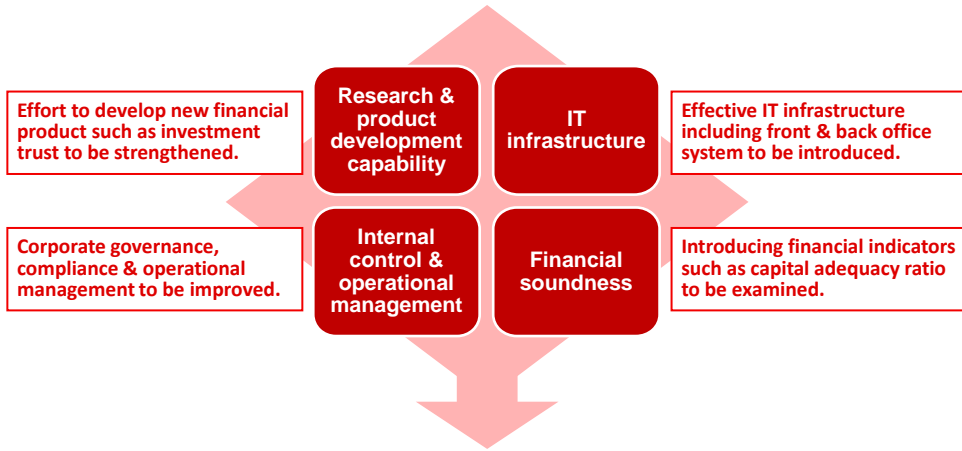 Effort to develop new financial
product such as investment
trust to be strengthened.
Research &
product
development
capability
IT
infrastructure
Effective IT infrastructure
including front & back office
system to be introduced.
Corporate governance,
compliance & operational
management to be improved.
Internal
control &
operational
management
Financial
soundness
Introducing financial indicators
such as capital adequacy ratio
to be examined.